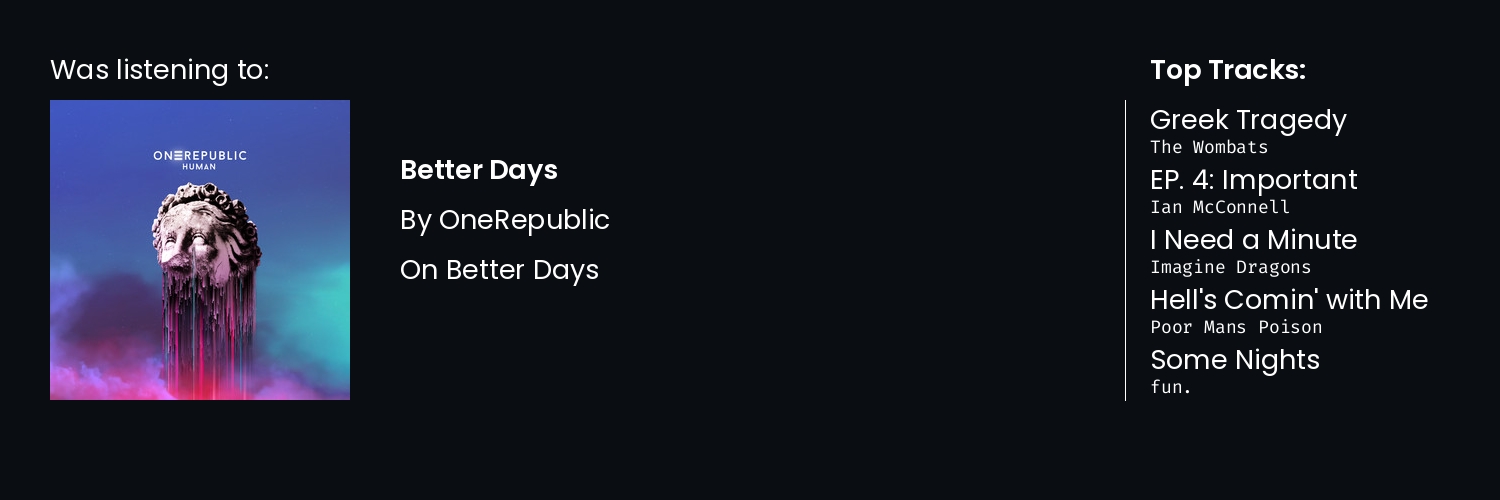 Was listening to:
ONEREPUBLIC
HUMAN
Better Days
By OneRepublic
On Better Days
Top Tracks:
Greek Tragedy
The Wombats
EP. 4: Important
Ian McConnell
I Need a Minute
Imagine Dragons
Hell's Comin' with Me
Poor Mans Poison
Some Nights
fun.